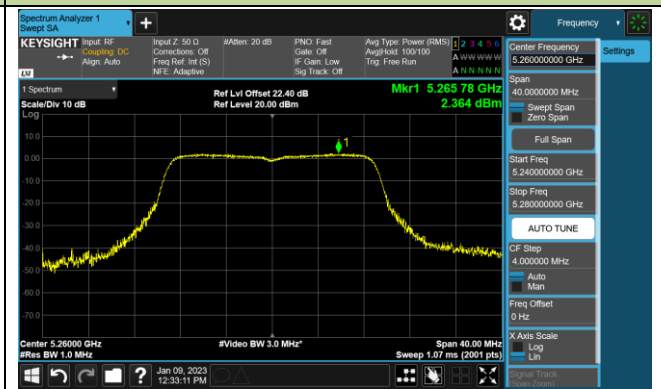 Spectrum Analyzer 1
Swept SA
+
Frequency
KEYSIGHT
Input: RF
Coupling: DC
Align: Auto
Input Z: 50 Ω
Corrections: Off
Freq Ref: Int (S)
NFE: Adaptive
#Atten: 20 dB
PNO: Fast
Gate: Off
IF Gain: Low
Sig Track: Off
Avg Type: Power (RMS)
Avg|Hold: 100/100
Trig: Free Run
1 2 3 4 5 6
A W W W W W
A N N N N N
LXI
1 Spectrum
Scale/Div 10 dB
Log
Ref Lvl Offset 22.40 dB
Ref Level 20.00 dBm
Mkr1 5.265 78 GHz
2.364 dBm
10.0
0.00
-10.0
-20.0
-30.0
-40.0
-50.0
-60.0
-70.0
1
Center 5.26000 GHz
#Res BW 1.0 MHz
#Video BW 3.0 MHz*
Span 40.00 MHz
Sweep 1.07 ms (2001 pts)
Jan 09, 2023
12:33:11 PM
?
Center Frequency
5.260000000 GHz
Settings
Span
40.0000000 MHz
Swept Span
Zero Span
Full Span
Start Freq
5.240000000 GHz
Stop Freq
5.280000000 GHz
AUTO TUNE
CF Step
4.000000 MHz
Auto
Man
Freq Offset
0 Hz
X Axis Scale
Log
Lin
Signal Track
(Span Zoom)